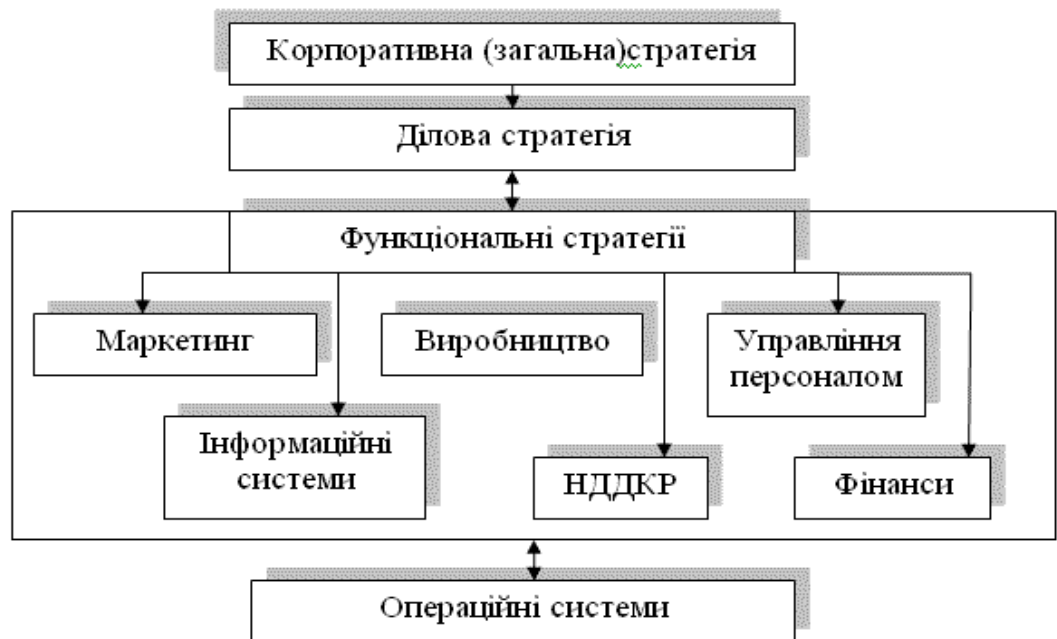 Корпоративна (загальна)стратегія
Ділова стратегія
Функціональні стратегії
Маркетинг
Виробництво
Управління
персоналом
Інформаційні
системи
НДДКР
Фінанси
Операційні системи